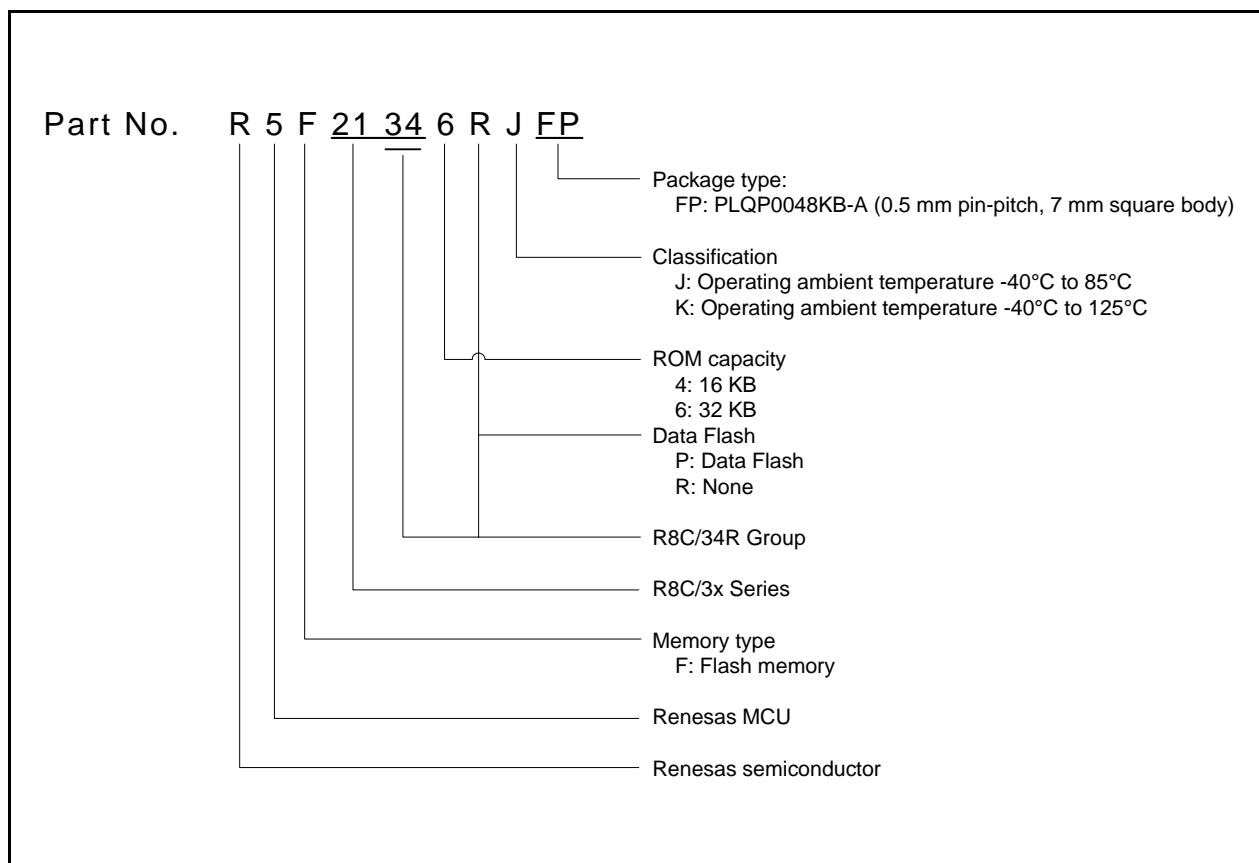 Part No. R 5 F 21 34 6 R J FP
Package type:
FP: PLQP0048KB-A (0.5 mm pin-pitch, 7 mm square body)
Classification
J: Operating ambient temperature -40°C to 85°C
K: Operating ambient temperature -40°C to 125°C
ROM capacity
4: 16 KB
6: 32 KB
Data Flash
P: Data Flash
R: None
R8C/34R Group
R8C/3x Series
Memory type
F: Flash memory
Renesas MCU
Renesas semiconductor